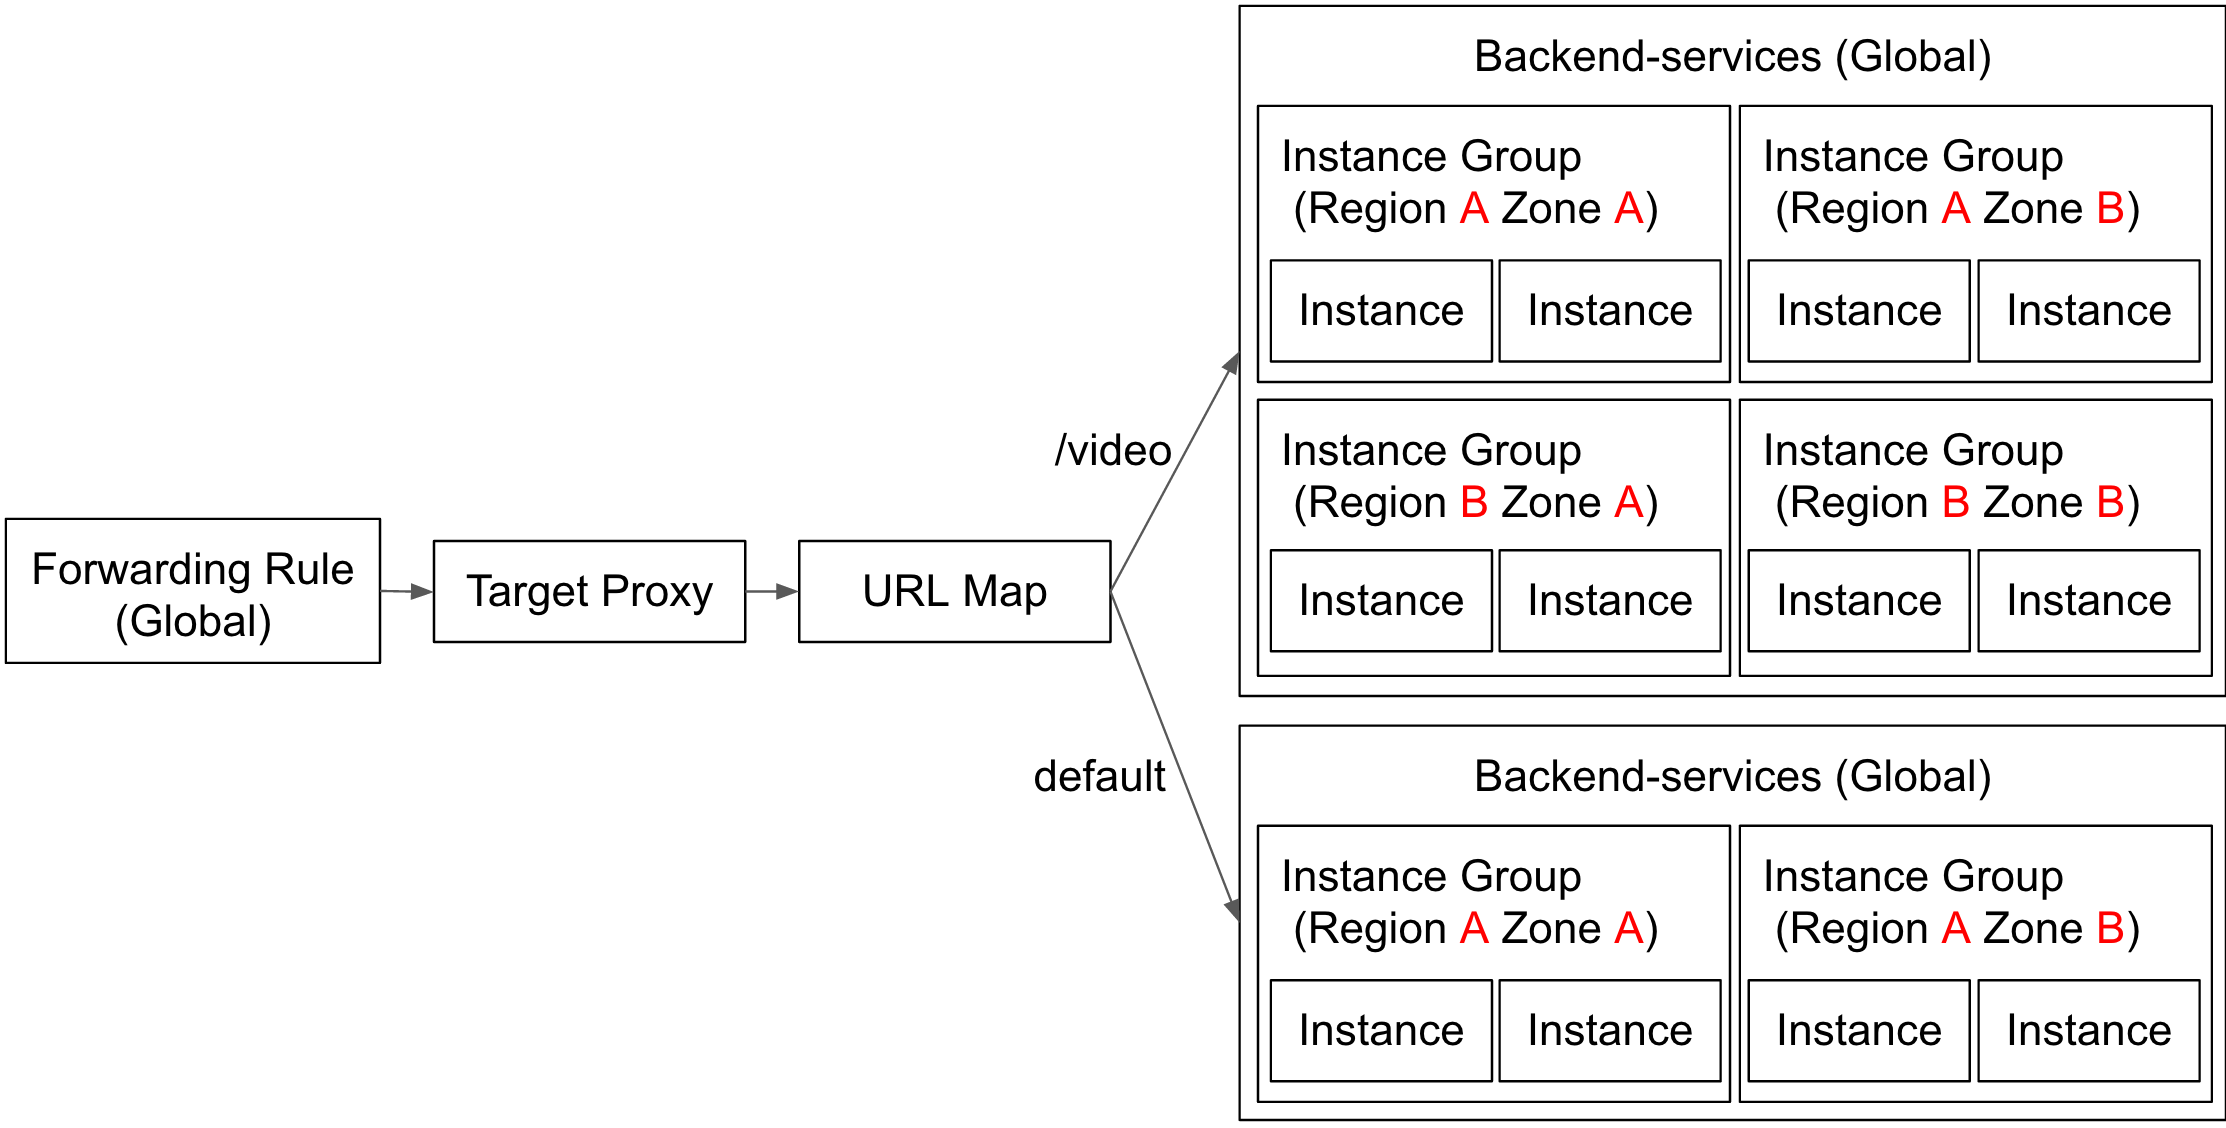 Forwarding Rule
(Global)
Target Proxy
URL Map
/video
default
Backend-services (Global)
Instance Group
(Region A Zone A)
Instance
Instance
Instance Group
(Region A Zone B)
Instance
Instance
Instance Group
(Region B Zone A)
Instance
Instance
Instance Group
(Region B Zone B)
Instance
Instance
Backend-services (Global)
Instance Group
(Region A Zone A)
Instance
Instance
Instance Group
(Region A Zone B)
Instance
Instance